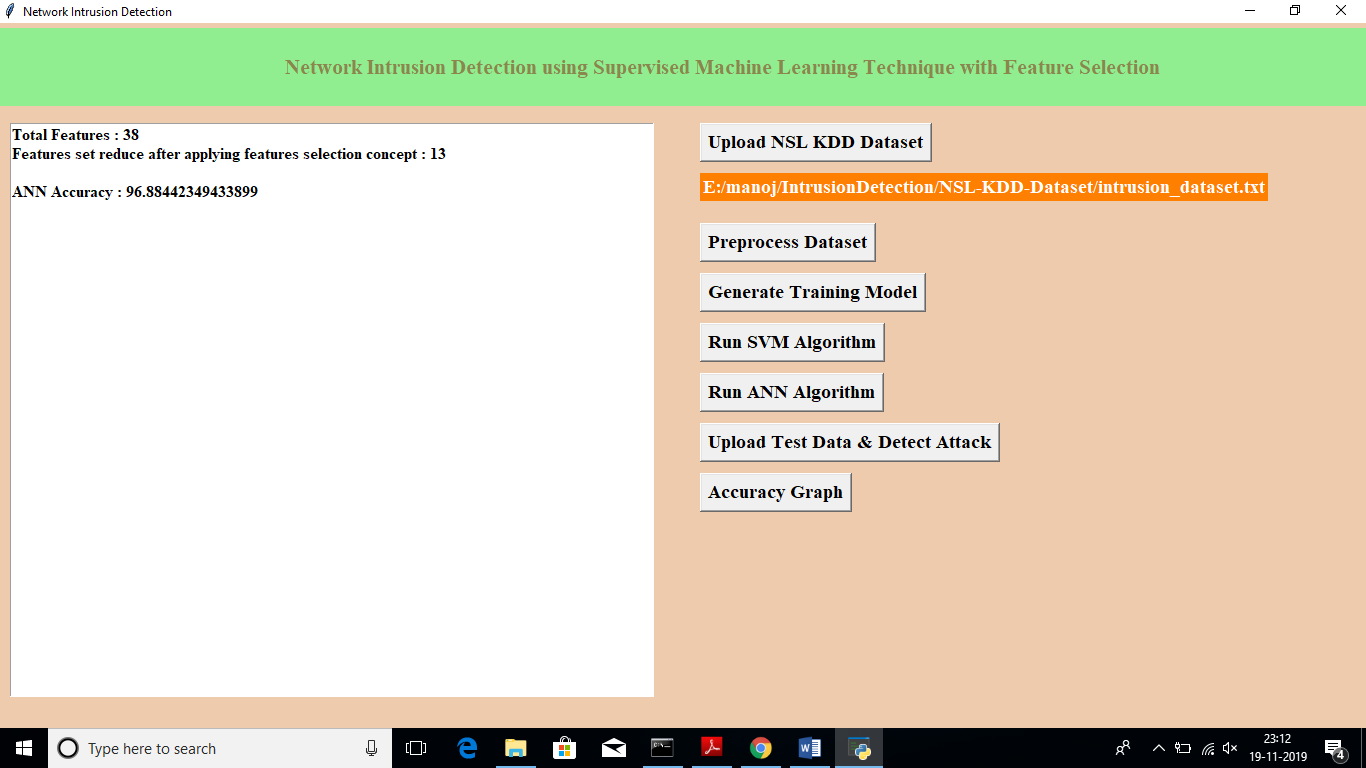 Network Intrusion Detection
Network Intrusion Detection using Supervised Machine Learning Technique with Feature Selection
Total Features : 38
Features set reduce after applying features selection concept : 13
ANN Accuracy : 96.88442349433899
Upload NSL KDD Dataset
E:/manoj/IntrusionDetection/NSL-KDD-Dataset/intrusion_dataset.txt
Preprocess Dataset
Generate Training Model
Run SVM Algorithm
Run ANN Algorithm
Upload Test Data & Detect Attack
Accuracy Graph
Type here to search
23:12
19-11-2019
4